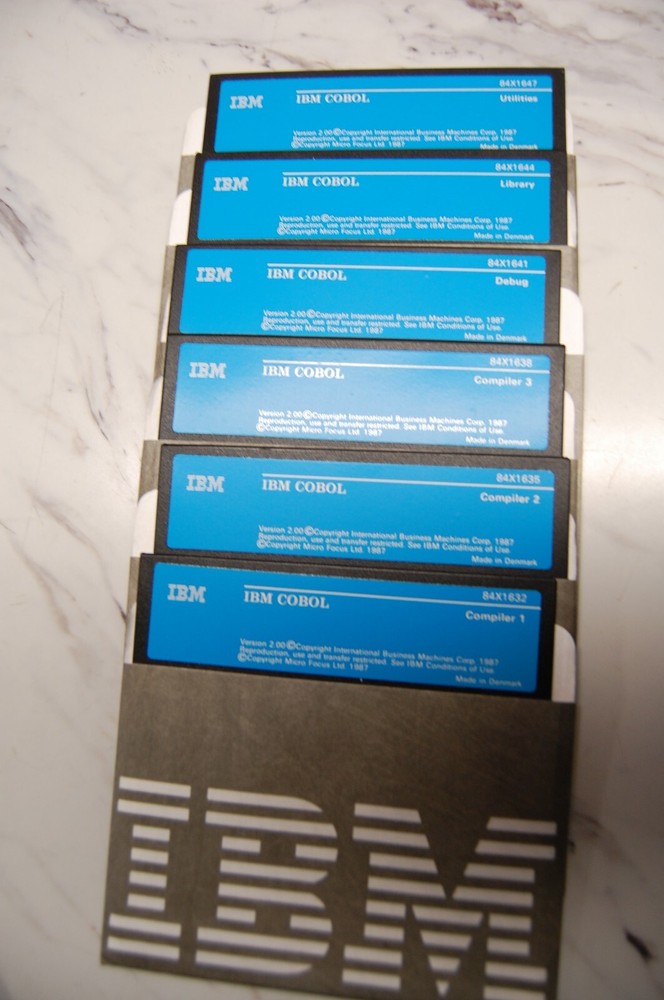 84X1647
IBM IBM COBOL Utilities
Version 2.00 ©Copyright International Business Machines Corp. 1987
Reproduction, use and transfer restricted. See IBM Conditions of Use.
©Copyright Micro Focus Ltd. 1987 Made in Denmark
84X1644
IBM IBM COBOL Library
Version 2.00 ©Copyright International Business Machines Corp. 1987
Reproduction, use and transfer restricted. See IBM Conditions of Use.
©Copyright Micro Focus Ltd. 1987 Made in Denmark
84X1641
IBM IBM COBOL Debug
Version 2.00 ©Copyright International Business Machines Corp. 1987
Reproduction, use and transfer restricted. See IBM Conditions of Use.
©Copyright Micro Focus Ltd. 1987 Made in Denmark
84X1638
IBM IBM COBOL Compiler 3
Version 2.00 ©Copyright International Business Machines Corp. 1987
Reproduction, use and transfer restricted. See IBM Conditions of Use.
©Copyright Micro Focus Ltd. 1987 Made in Denmark
84X1635
IBM IBM COBOL Compiler 2
Version 2.00 ©Copyright International Business Machines Corp. 1987
Reproduction, use and transfer restricted. See IBM Conditions of Use.
©Copyright Micro Focus Ltd. 1987 Made in Denmark
84X1632
IBM IBM COBOL Compiler 1
Version 2.00 ©Copyright International Business Machines Corp. 1987
Reproduction, use and transfer restricted. See IBM Conditions of Use.
©Copyright Micro Focus Ltd. 1987 Made in Denmark
IBM